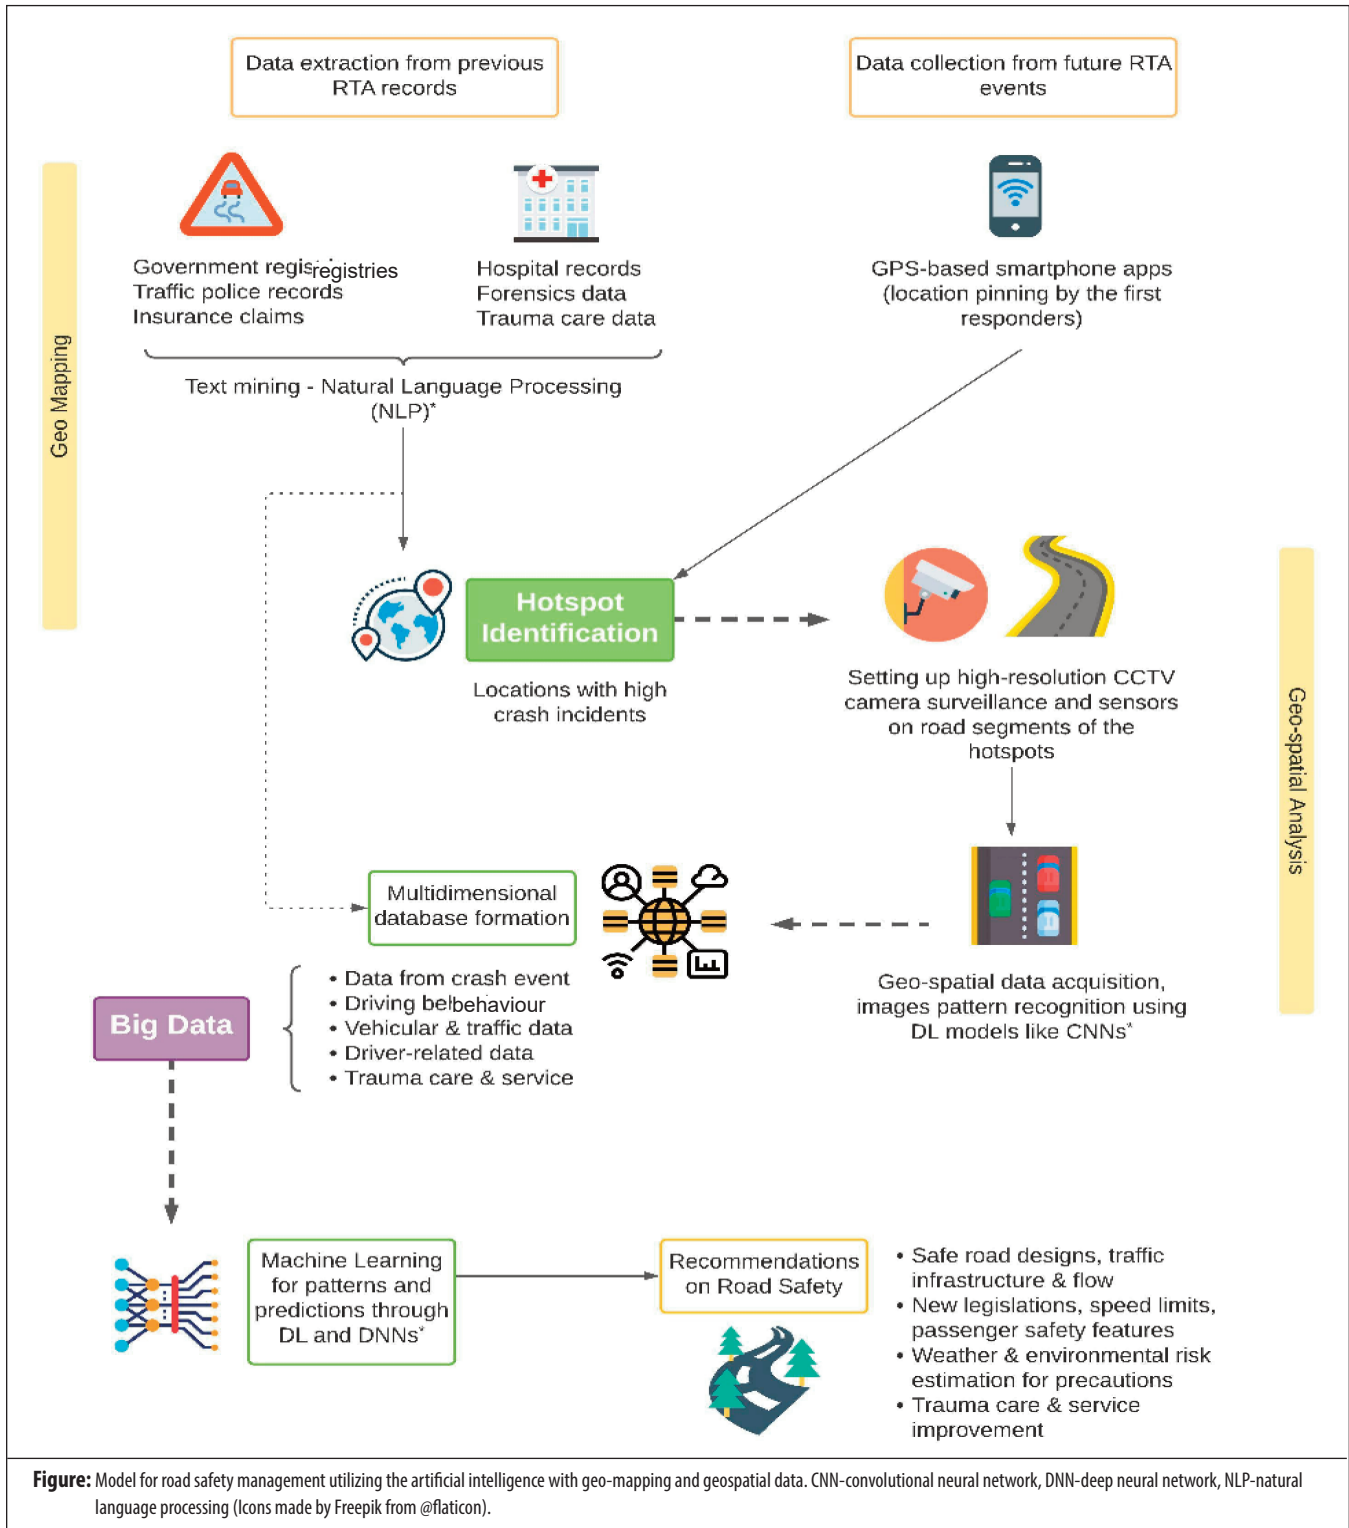 Data extraction from previous
RTA records
Data collection from future RTA
events
Geo Mapping
Government regis registries
Traffic police records
Insurance claims
Hospital records
Forensics data
Trauma care data
GPS-based smartphone apps
(location pinning by the first
responders)
Text mining - Natural Language Processing
(NLP)*
Hotspot
Identification
Locations with high
crash incidents
Setting up high-resolution CCTV
camera surveillance and sensors
on road segments of the
hotspots
Geo-spatial Analysis
Multidimensional
database formation
Geo-spatial data acquisition,
images pattern recognition using
DL models like CNNs*
Big Data
• Data from crash event
• Driving bel behaviour
• Vehicular & traffic data
• Driver-related data
• Trauma care & service
Machine Learning
for patterns and
predictions through
DL and DNNs*
Recommendations
on Road Safety
• Safe road designs, traffic
infrastructure & flow
• New legislations, speed limits,
passenger safety features
• Weather & environmental risk
estimation for precautions
• Trauma care & service
improvement
Figure: Model for road safety management utilizing the artificial intelligence with geo-mapping and geospatial data. CNN-convolutional neural network, DNN-deep neural network, NLP-natural
language processing (Icons made by Freepik from @flaticon).